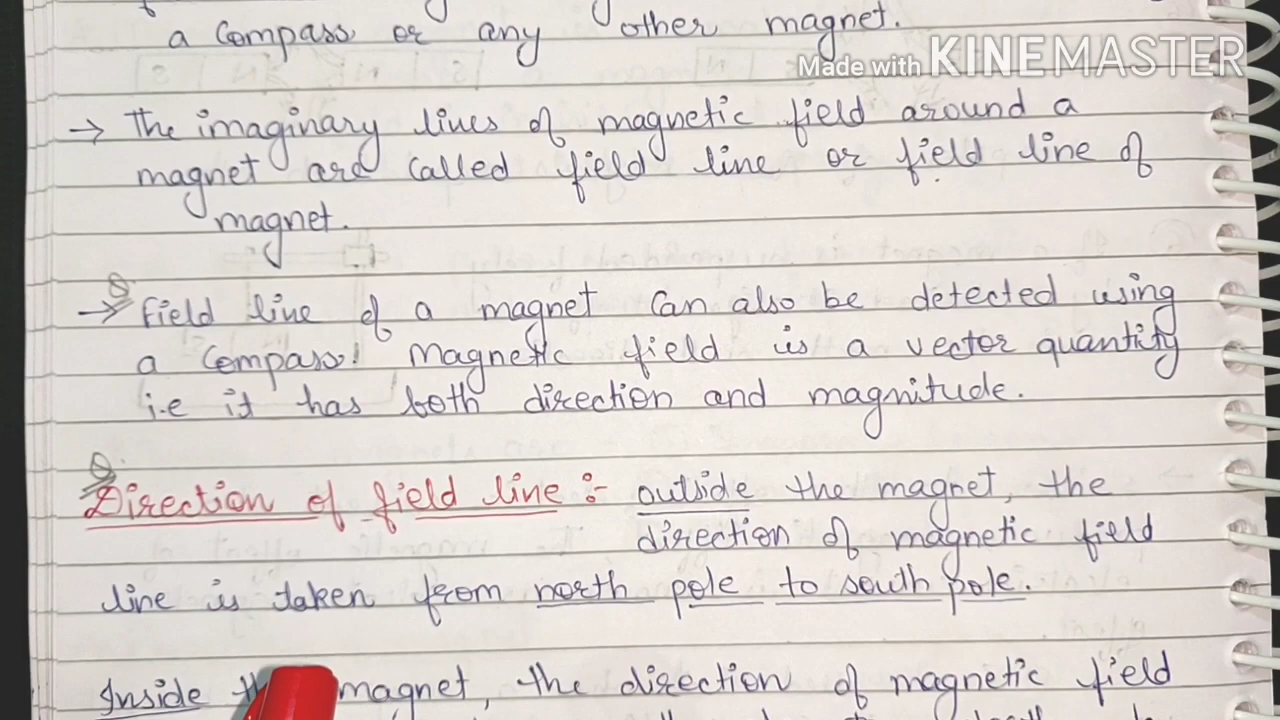 a Compass or any other magnet.
Made with KINEMASTER
→ The imaginary lines of magnetic field around a
magnet are called field line or field line of
magnet.
→ Field line of a magnet Can also be detected using
a Compass. Magnetic field is a vector quantity
i.e it has both direction and magnitude.
Direction of field line :- outside the magnet, the
direction of magnetic field
line is taken from north pole to south pole.
Inside magnet, the direction of magnetic field